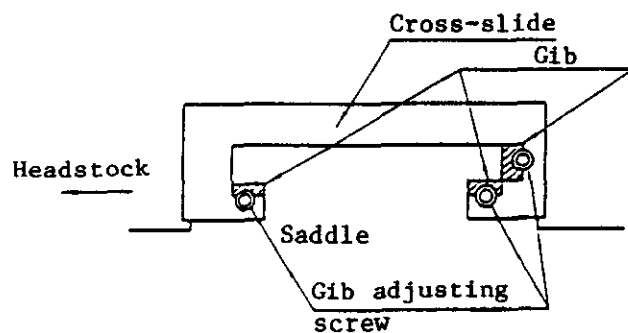 Cross-slide
Gib
Headstock
Saddle
Gib adjusting
screw